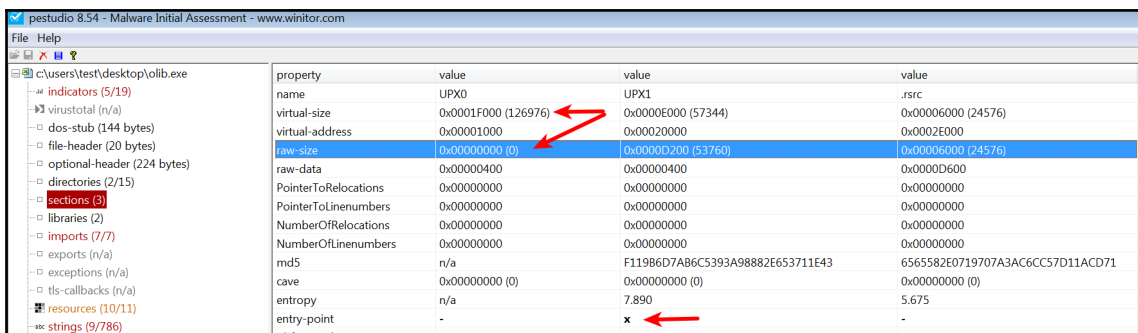 pestudio 8.54 - Malware Initial Assessment - www.winitor.com
File Help
c:\users\test\desktop\olib.exe
indicators (5/19)
virustotal (n/a)
dos-stub (144 bytes)
file-header (20 bytes)
optional-header (224 bytes)
directories (2/15)
sections (3)
libraries (2)
imports (7/7)
exports (n/a)
exceptions (n/a)
tls-callbacks (n/a)
resources (10/11)
abc strings (9/786)
property value value value
name UPX0 UPX1 .rsrc
virtual-size 0x0001F000 (126976) 0x0000E000 (57344) 0x00006000 (24576)
virtual-address 0x00001000 0x00020000 0x0002E000
raw-size 0x00000000 (0) 0x0000D200 (53760) 0x00006000 (24576)
raw-data 0x00000400 0x00000400 0x0000D600
PointerToRelocations 0x00000000 0x00000000 0x00000000
PointerToLinenumbers 0x00000000 0x00000000 0x00000000
NumberOfRelocations 0x00000000 0x00000000 0x00000000
NumberOfLinenumbers 0x00000000 0x00000000 0x00000000
md5 n/a F119B6D7AB6C5393A98882E653711E43 6565582E0719707A3AC6CC57D11ACD71
cave 0x00000000 (0) 0x00000000 (0) 0x00000000 (0)
entropy n/a 7.890 5.675
entry-point - x -